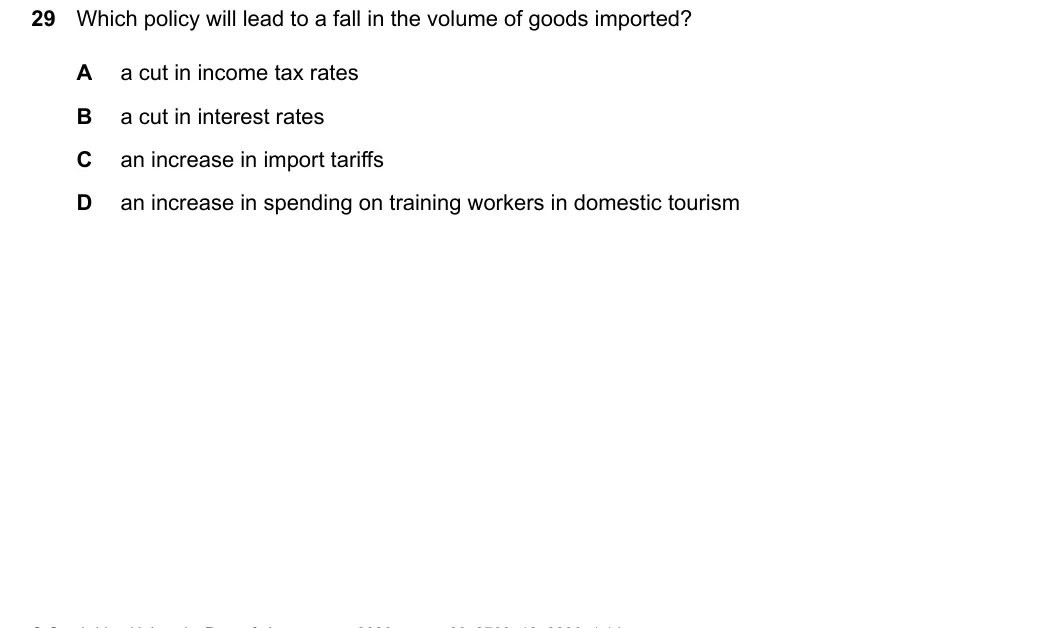 29 Which policy will lead to a fall in the volume of goods imported?
A a cut in income tax rates
B a cut in interest rates
C an increase in import tariffs
D an increase in spending on training workers in domestic tourism